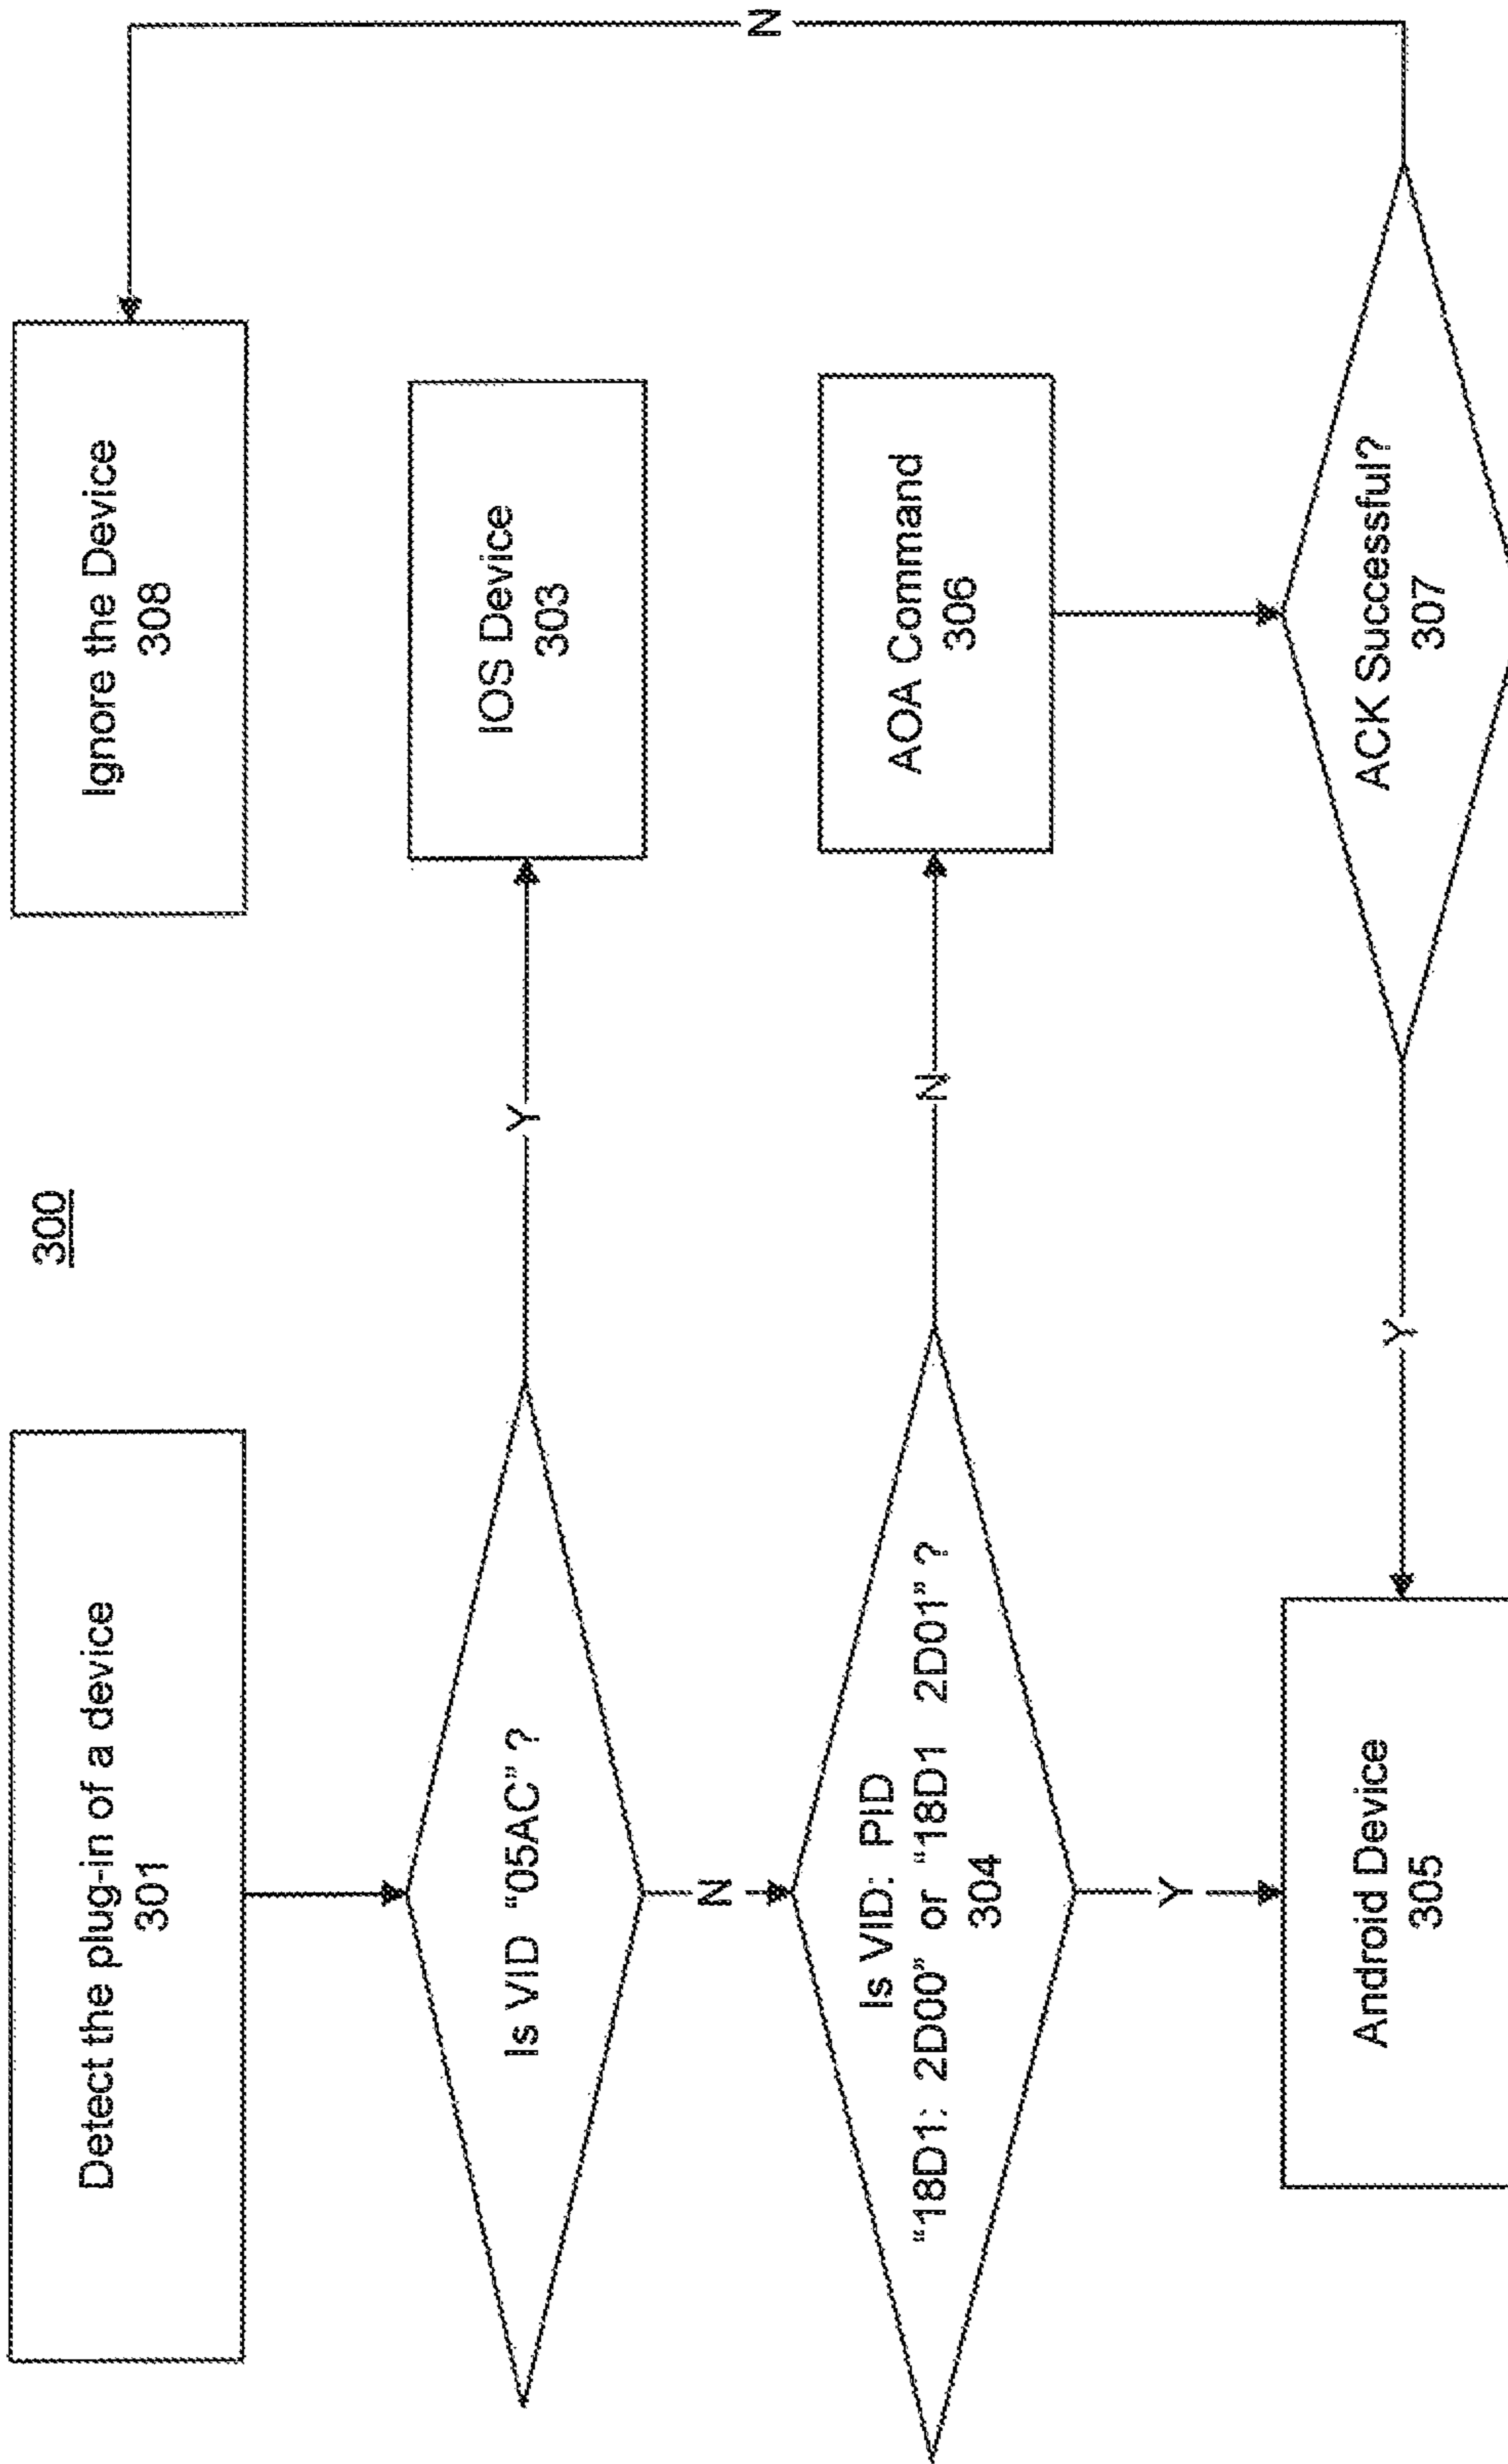 300
Detect the plug-in of a device
301
Ignore the Device
308
Is VID "05AC" ?
Y
IOS Device
303
N
Is VID: PID
"18D1: 2D00" or "18D1 2D01" ?
304
N
AOA Command
306
Y
Android Device
305
Y
ACK Successful?
307
N